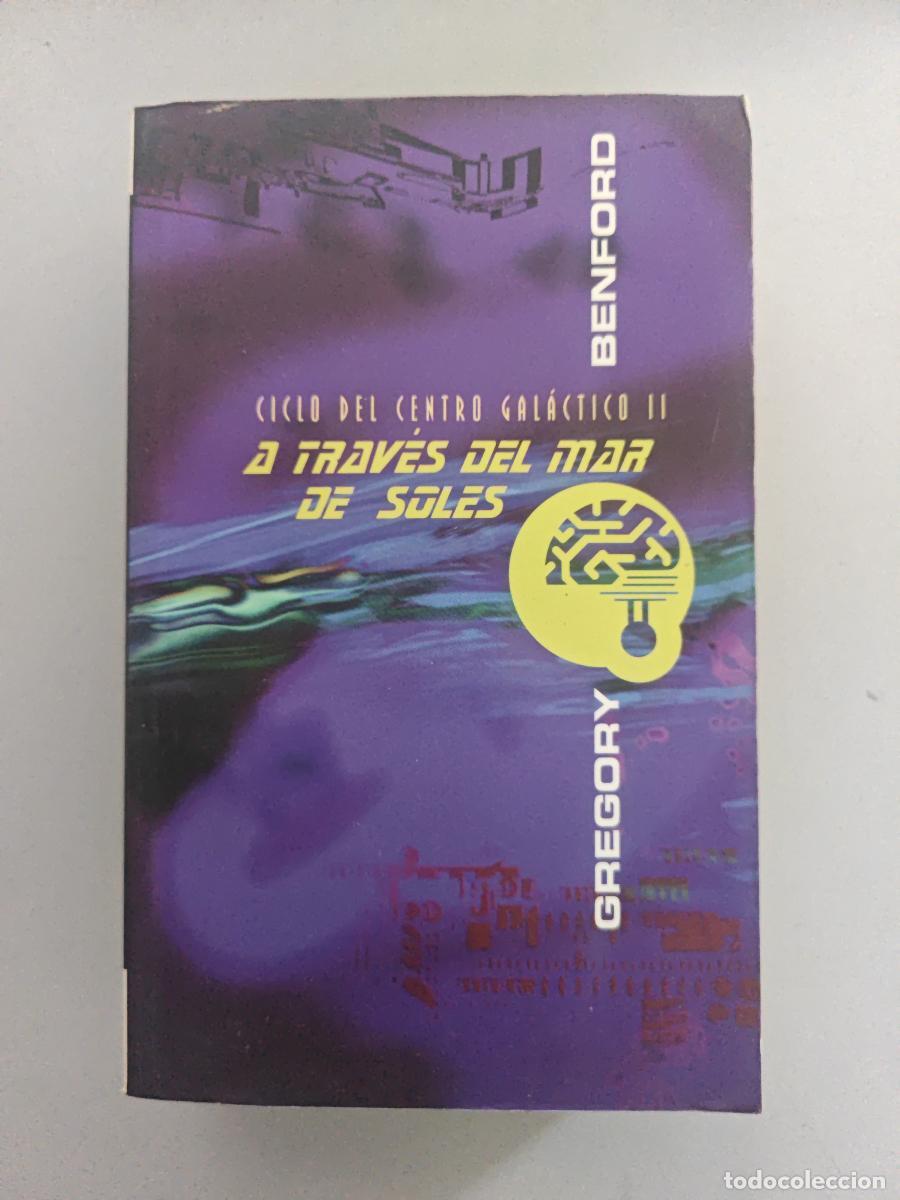 CICLO DEL CENTRO GALÁCTICO II
A TRAVÉS DEL MAR
DE SOLES
GREGORY BENFORD
todocoleccion